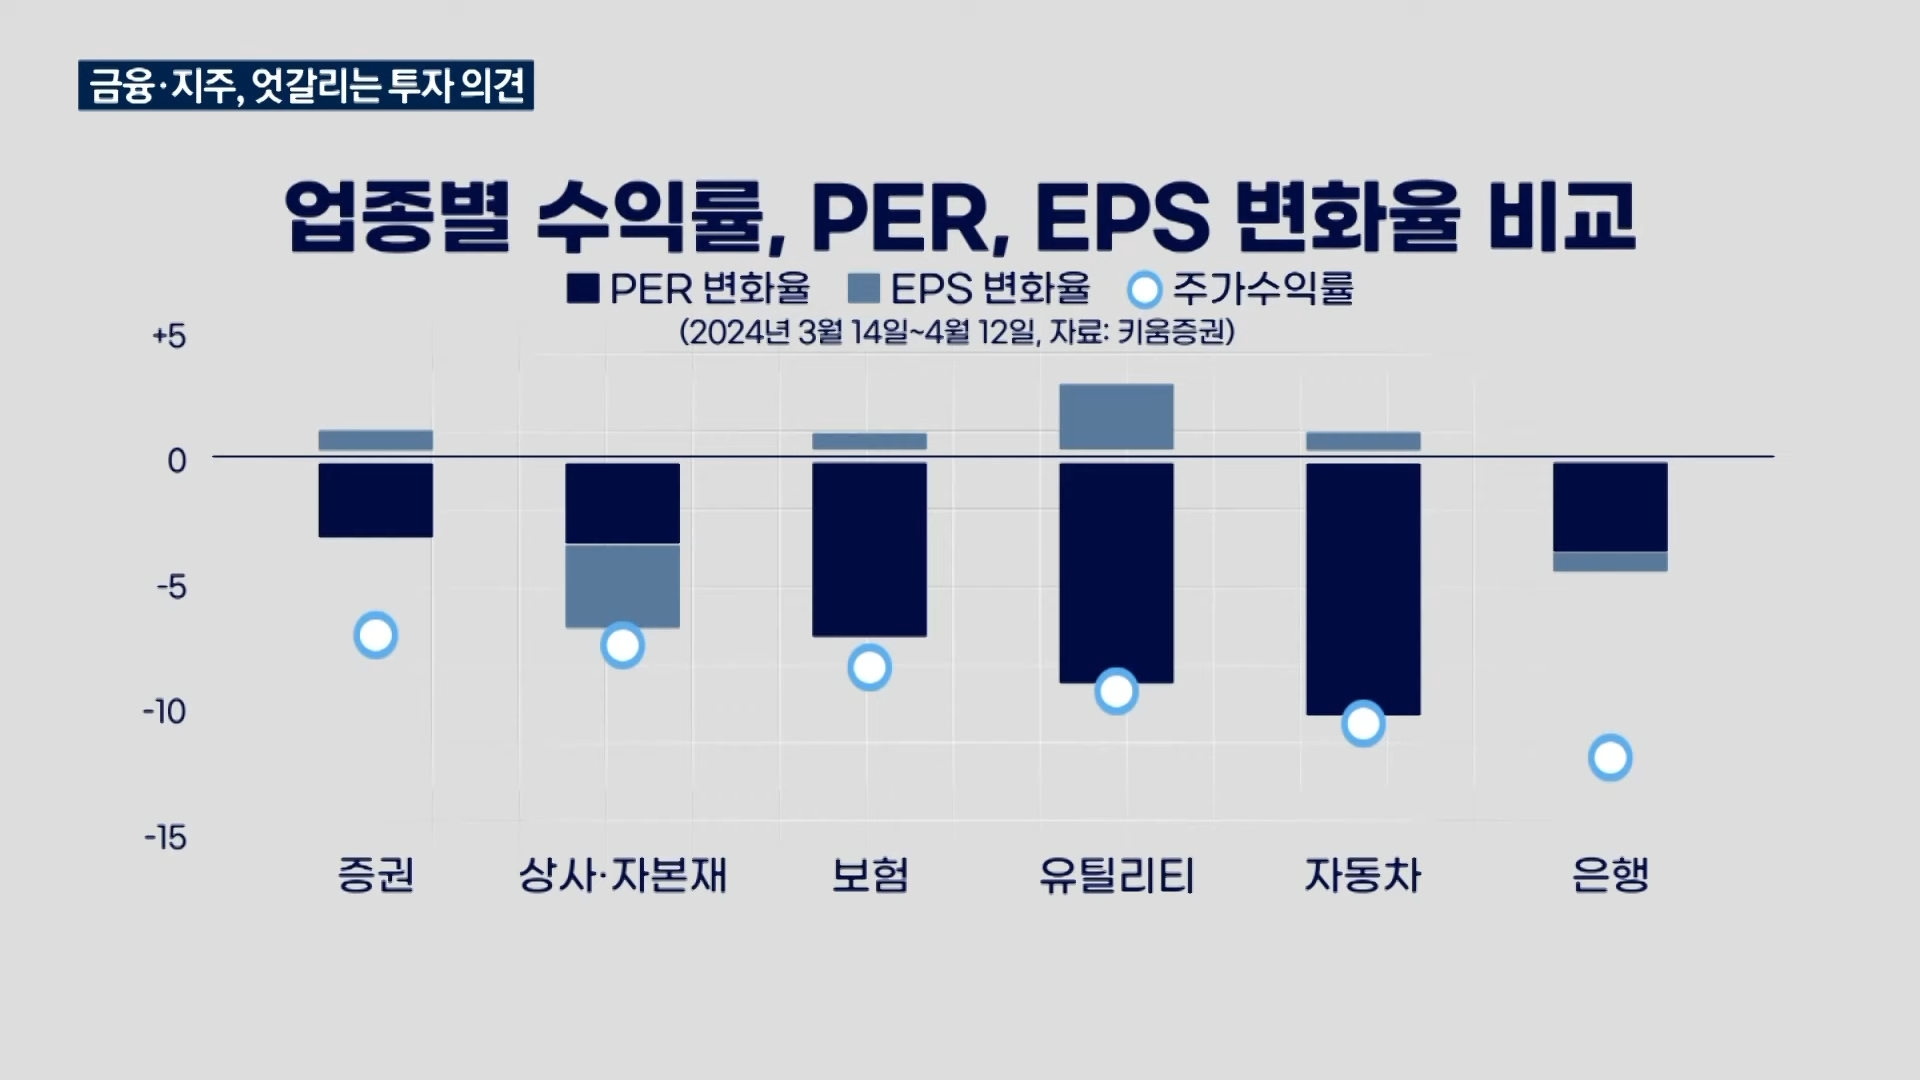 금융·지주, 엇갈리는 투자 의견
업종별 수익률, PER, EPS 변화율 비교
PER 변화율 EPS 변화율 주가수익률
(2024년 3월 14일~4월 12일, 자료: 키움증권)
+5
0
-5
-10
-15
증권 상사·자본재 보험 유틸리티 자동차 은행